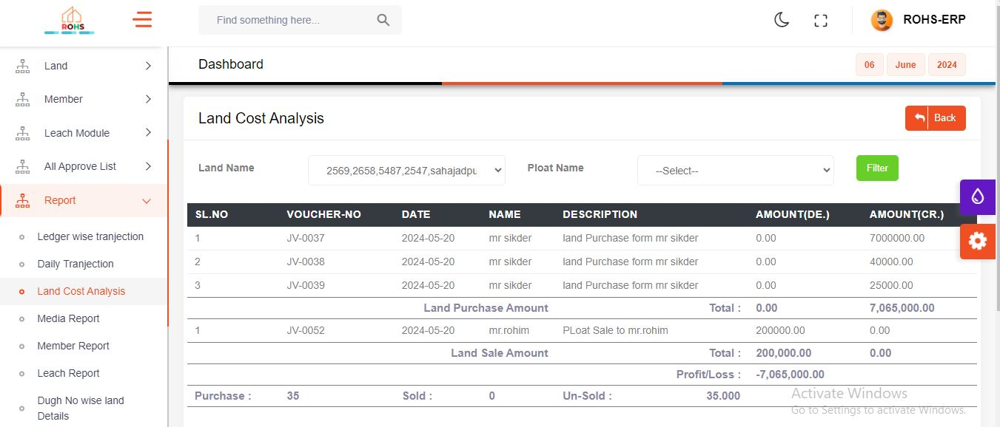 ROHS
Find something here...
ROHS-ERP
Land
Member
Leach Module
All Approve List
Report
Ledger wise tranjection
Daily Tranjection
Land Cost Analysis
Media Report
Member Report
Leach Report
Dugh No wise land
Details
Dashboard
06 June 2024
Land Cost Analysis
Back
Land Name 2569,2658,5487,2547,sahajadpu Ploat Name --Select-- Filter
SL.NO VOUCHER-NO DATE NAME DESCRIPTION AMOUNT(DE.) AMOUNT(CR.)
1 JV-0037 2024-05-20 mr sikder land Purchase form mr sikder 0.00 7000000.00
2 JV-0038 2024-05-20 mr sikder land Purchase form mr sikder 0.00 40000.00
3 JV-0039 2024-05-20 mr sikder land Purchase form mr sikder 0.00 25000.00
Land Purchase Amount Total : 0.00 7,065,000.00
1 JV-0052 2024-05-20 mr.rohim PLoat Sale to mr.rohim 200000.00 0.00
Land Sale Amount Total : 200,000.00 0.00
Profit/Loss : -7,065,000.00
Purchase : 35 Sold : 0 Un-Sold : 35.000
Activate Windows
Go to Settings to activate Windows.